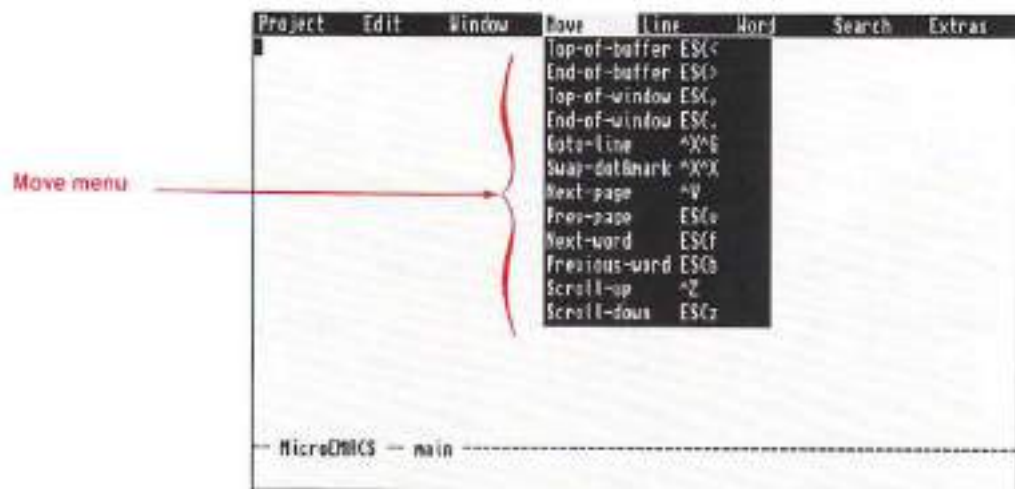 Project Edit Window Move Line Word Search Extras
Top-of-buffer ESC<
End-of-buffer ESC>
Top-of-window ESC,
End-of-window ESC.
Goto-line ^X^G
Swap-dot&mark ^X^X
Next-page ^V
Prev-page ESCv
Next-word ESCf
Previous-word ESCb
Scroll-up ^Z
Scroll-down ESCz
Move menu
-- MicroEMACS -- main --